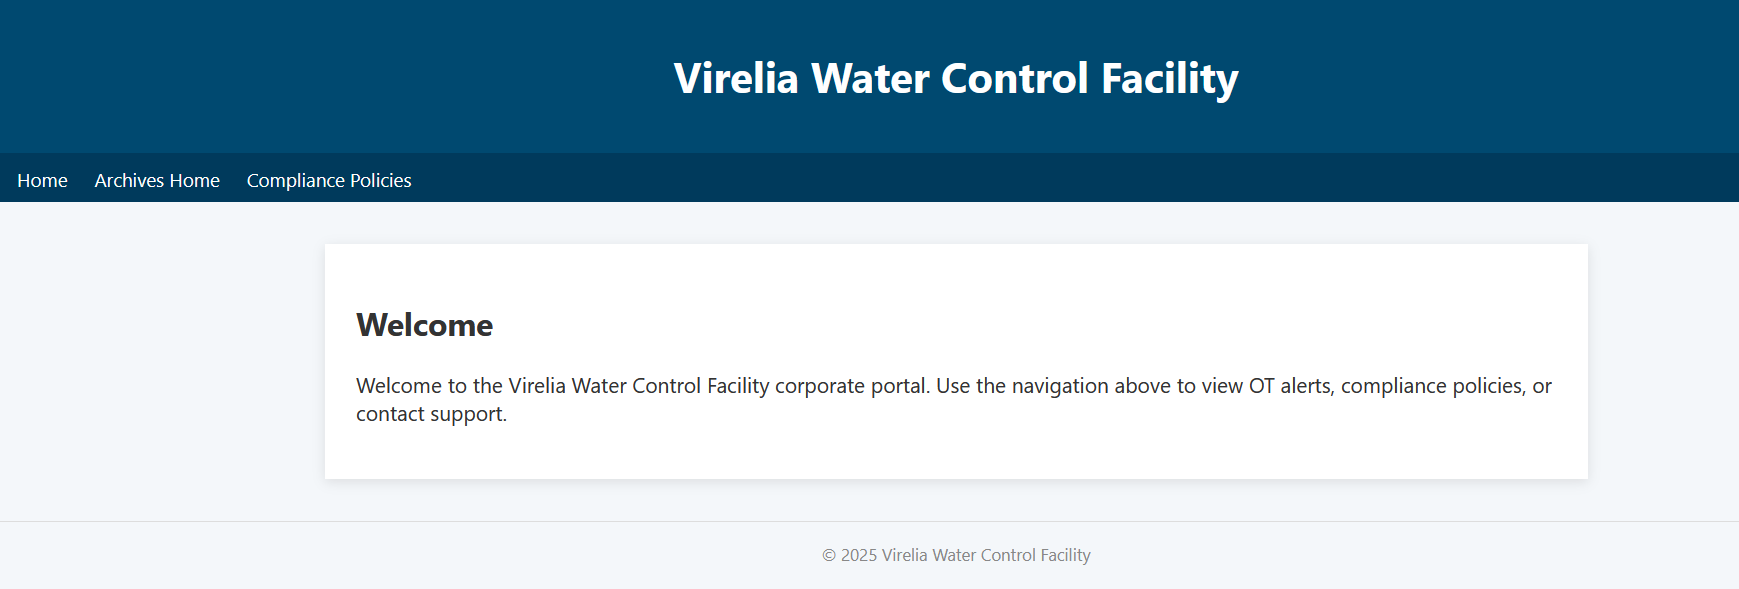 Virelia Water Control Facility
Home Archives Home Compliance Policies
Welcome
Welcome to the Virelia Water Control Facility corporate portal. Use the navigation above to view OT alerts, compliance policies, or
contact support.
© 2025 Virelia Water Control Facility